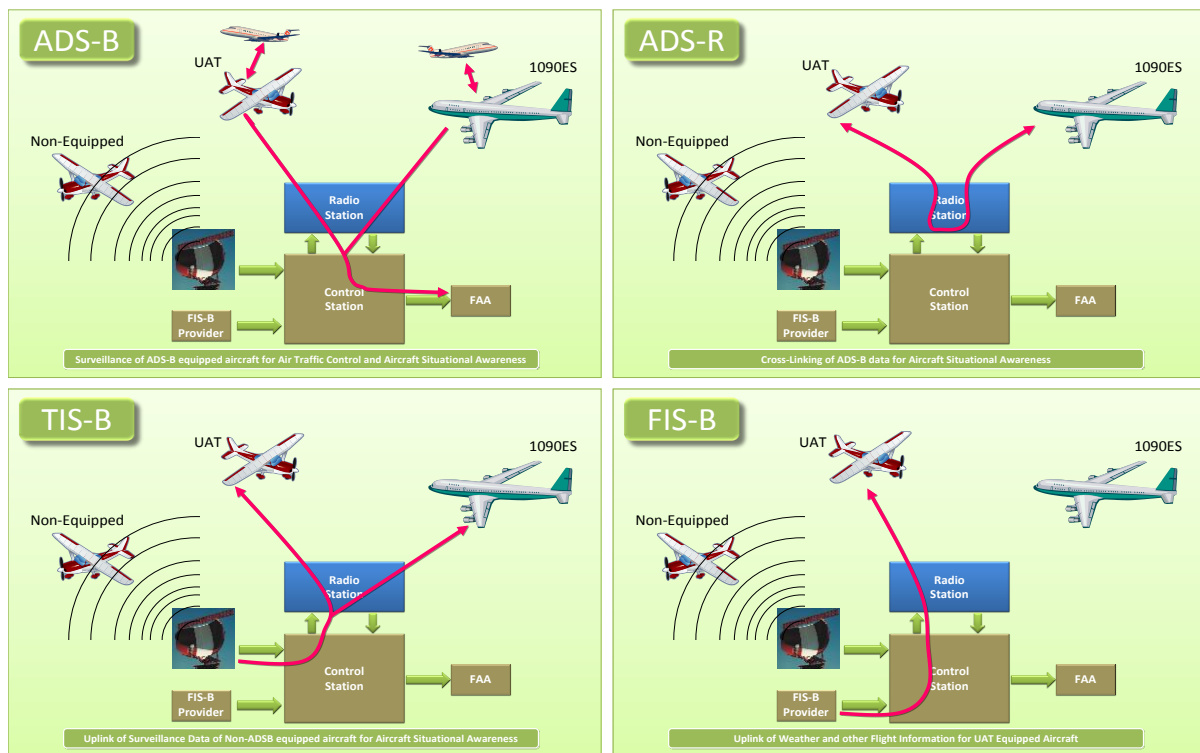 ADS-B
UAT
1090ES
Non-Equipped
Radio
Station
Control
Station
FAA
FIS-B
Provider
Surveillance of ADS-B equipped aircraft for Air Traffic Control and Aircraft Situational Awareness
ADS-R
UAT
1090ES
Non-Equipped
Radio
Station
Control
Station
FAA
FIS-B
Provider
Cross-Linking of ADS-B data for Aircraft Situational Awareness
TIS-B
UAT
1090ES
Non-Equipped
Radio
Station
Control
Station
FAA
FIS-B
Provider
Uplink of Surveillance Data of Non-ADSB equipped aircraft for Aircraft Situational Awareness
FIS-B
UAT
1090ES
Non-Equipped
Radio
Station
Control
Station
FAA
FIS-B
Provider
Uplink of Weather and other Flight Information for UAT Equipped Aircraft